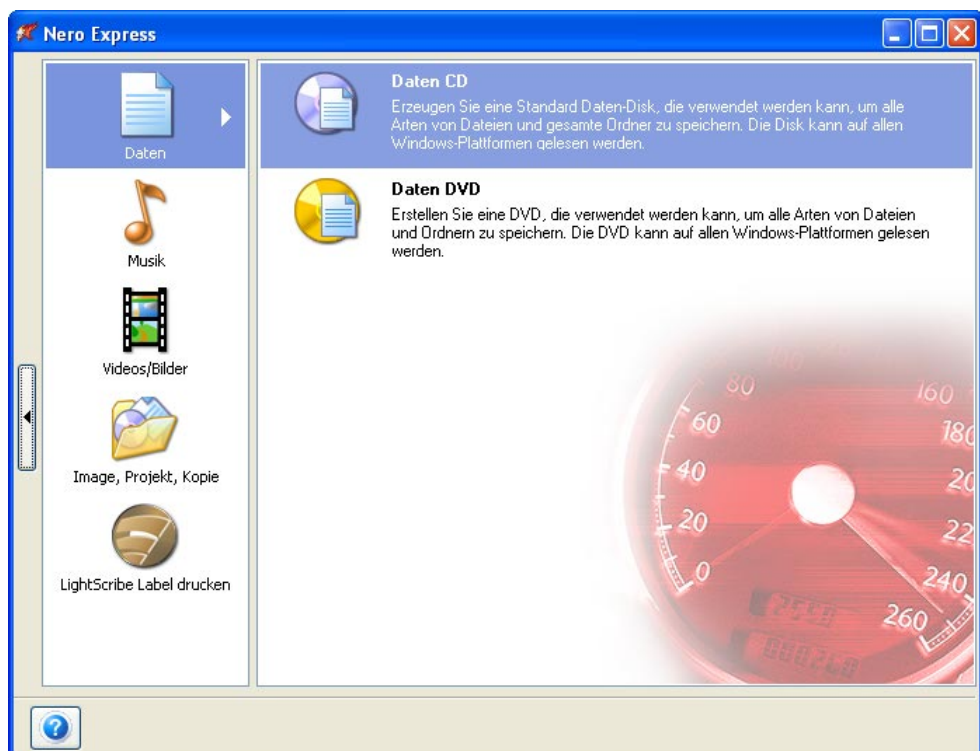 Nero Express
Daten
Musik
Videos/Bilder
Image, Projekt, Kopie
LightScribe Label drucken
Daten CD
Erzeugen Sie eine Standard Daten-Disk, die verwendet werden kann, um alle
Arten von Dateien und gesamte Ordner zu speichern. Die Disk kann auf allen
Windows-Plattformen gelesen werden.
Daten DVD
Erstellen Sie eine DVD, die verwendet werden kann, um alle Arten von Dateien
und Ordnern zu speichern. Die DVD kann auf allen Windows-Plattformen gelesen
werden.
0
20
40
60
80
100
160
180
240
260